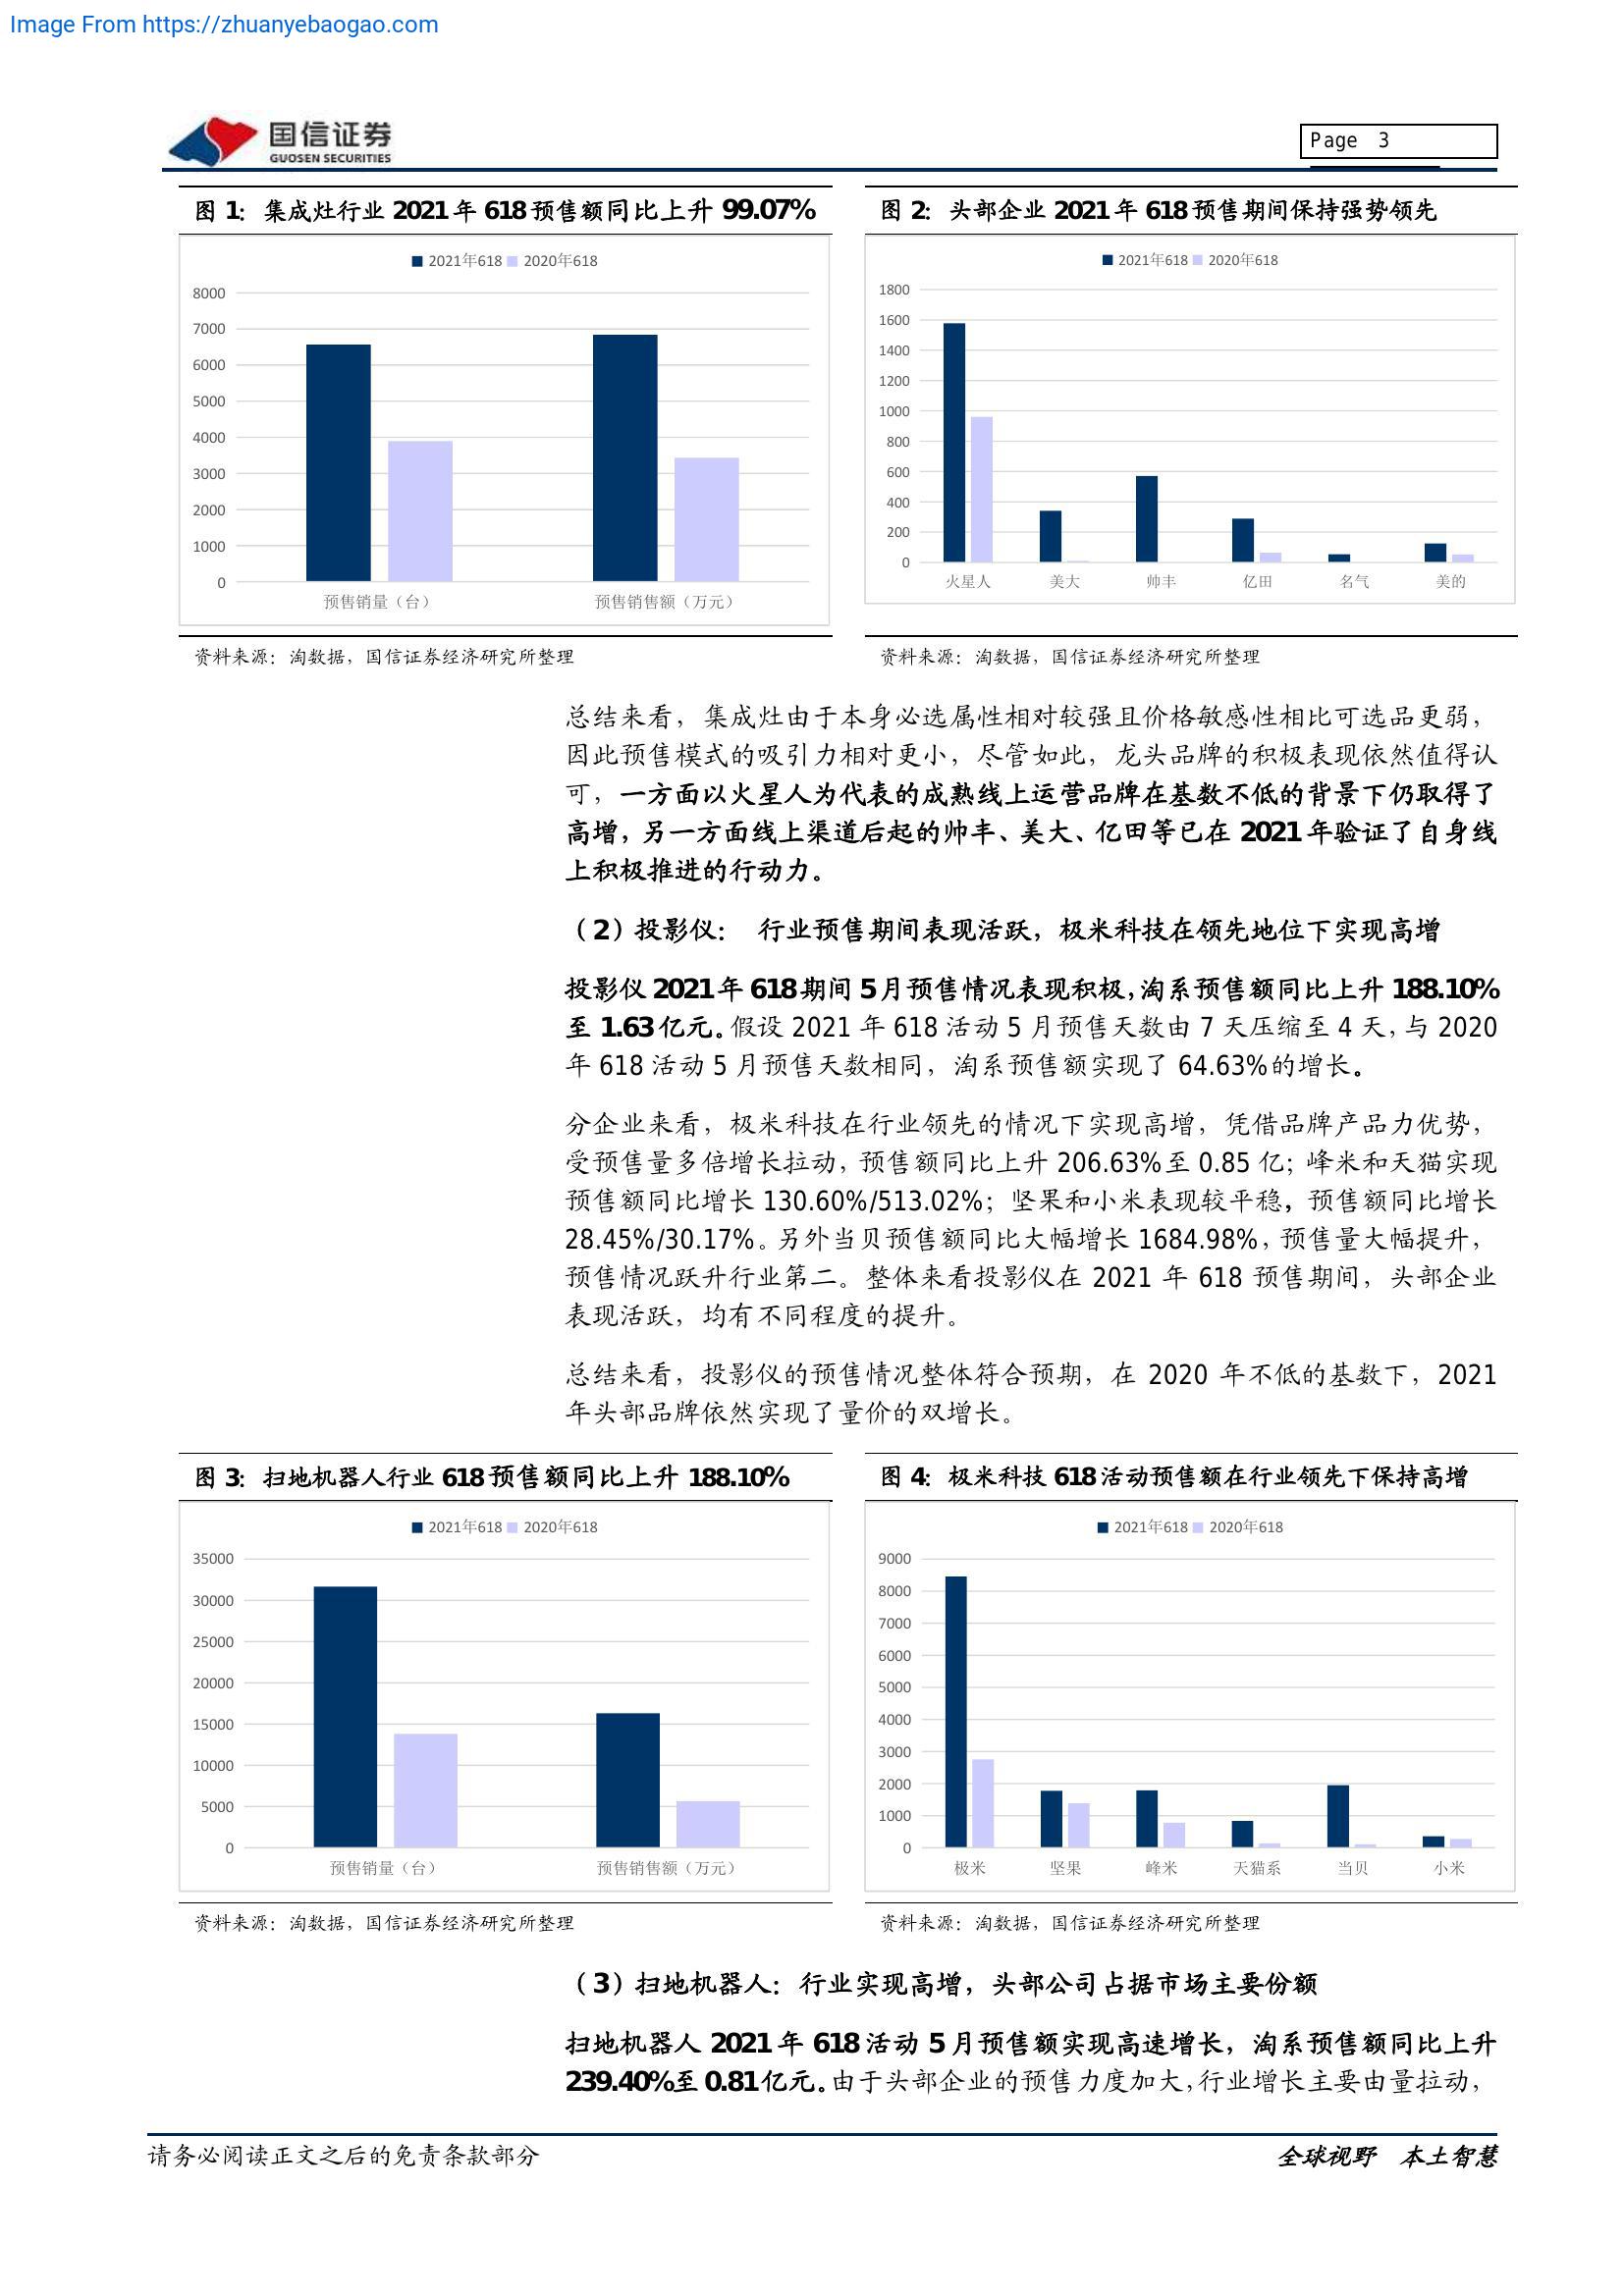 Image From https://zhuanyebaogao.com
国信证券
GUOSEN SECURITIES
Page 3
图 1：集成灶行业 2021 年 618 预售额同比上升 99.07%
2021年618 2020年618
8000
7000
6000
5000
4000
3000
2000
1000
0
预售销量（台） 预售销售额（万元）
资料来源：淘数据，国信证券经济研究所整理
图 2：头部企业 2021 年 618 预售期间保持强势领先
2021年618 2020年618
1800
1600
1400
1200
1000
800
600
400
200
0
火星人 美大 帅丰 亿田 名气 美的
资料来源：淘数据，国信证券经济研究所整理
总结来看，集成灶由于本身必选属性相对较强且价格敏感性相比可选品更弱，
因此预售模式的吸引力相对更小，尽管如此，龙头品牌的积极表现依然值得认
可，一方面以火星人为代表的成熟线上运营品牌在基数不低的背景下仍取得了
高增，另一方面线上渠道后起的帅丰、美大、亿田等已在 2021 年验证了自身线
上积极推进的行动力。
（2）投影仪： 行业预售期间表现活跃，极米科技在领先地位下实现高增
投影仪 2021 年 618 期间 5 月预售情况表现积极，淘系预售额同比上升 188.10%
至 1.63 亿元。假设 2021 年 618 活动 5 月预售天数由 7 天压缩至 4 天，与 2020
年 618 活动 5 月预售天数相同，淘系预售额实现了 64.63%的增长。
分企业来看，极米科技在行业领先的情况下实现高增，凭借品牌产品力优势，
受预售量多倍增长拉动，预售额同比上升 206.63%至 0.85 亿；峰米和天猫实现
预售额同比增长 130.60%/513.02%；坚果和小米表现较平稳，预售额同比增长
28.45%/30.17%。另外当贝预售额同比大幅增长 1684.98%，预售量大幅提升，
预售情况跃升行业第二。整体来看投影仪在 2021 年 618 预售期间，头部企业
表现活跃，均有不同程度的提升。
总结来看，投影仪的预售情况整体符合预期，在 2020 年不低的基数下，2021
年头部品牌依然实现了量价的双增长。
图 3：扫地机器人行业 618 预售额同比上升 188.10%
2021年618 2020年618
35000
30000
25000
20000
15000
10000
5000
0
预售销量（台） 预售销售额（万元）
资料来源：淘数据，国信证券经济研究所整理
图 4：极米科技 618 活动预售额在行业领先下保持高增
2021年618 2020年618
9000
8000
7000
6000
5000
4000
3000
2000
1000
0
极米 坚果 峰米 天猫系 当贝 小米
资料来源：淘数据，国信证券经济研究所整理
（3）扫地机器人：行业实现高增，头部公司占据市场主要份额
扫地机器人 2021 年 618 活动 5 月预售额实现高速增长，淘系预售额同比上升
239.40%至 0.81 亿元。由于头部企业的预售力度加大，行业增长主要由量拉动，
请务必阅读正文之后的免责条款部分
全球视野 本土智慧